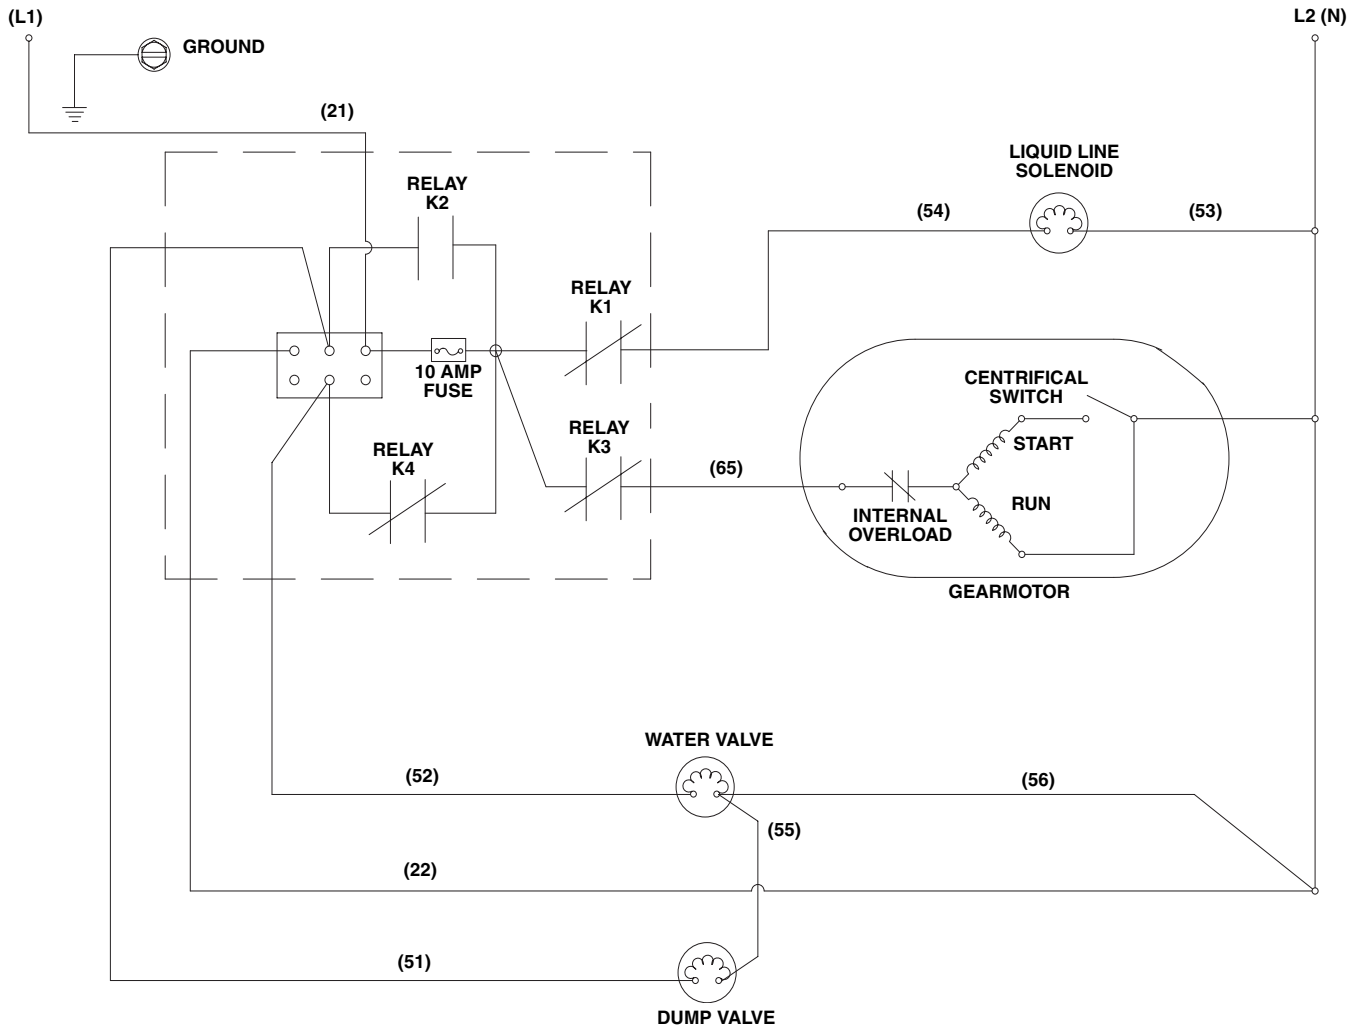 (L1)
L2 (N)
GROUND
(21)
LIQUID LINE
SOLENOID
RELAY
K2
(54)
(53)
RELAY
K1
10 AMP
FUSE
CENTRIFICAL
SWITCH
START
RELAY
K3
RELAY
K4
(65)
RUN
INTERNAL
OVERLOAD
GEARMOTOR
WATER VALVE
(52)
(56)
(55)
(22)
(51)
DUMP VALVE